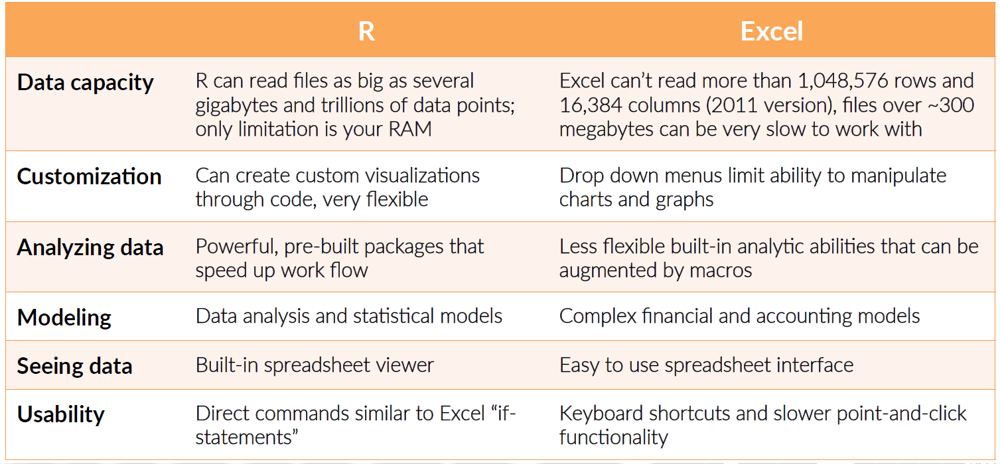 R Excel
Data capacity
R can read files as big as several
gigabytes and trillions of data points;
only limitation is your RAM
Excel can’t read more than 1,048,576 rows and
16,384 columns (2011 version), files over ~300
megabytes can be very slow to work with
Customization
Can create custom visualizations
through code, very flexible
Drop down menus limit ability to manipulate
charts and graphs
Analyzing data
Powerful, pre-built packages that
speed up work flow
Less flexible built-in analytic abilities that can be
augmented by macros
Modeling
Data analysis and statistical models
Complex financial and accounting models
Seeing data
Built-in spreadsheet viewer
Easy to use spreadsheet interface
Usability
Direct commands similar to Excel “if-
statements”
Keyboard shortcuts and slower point-and-click
functionality